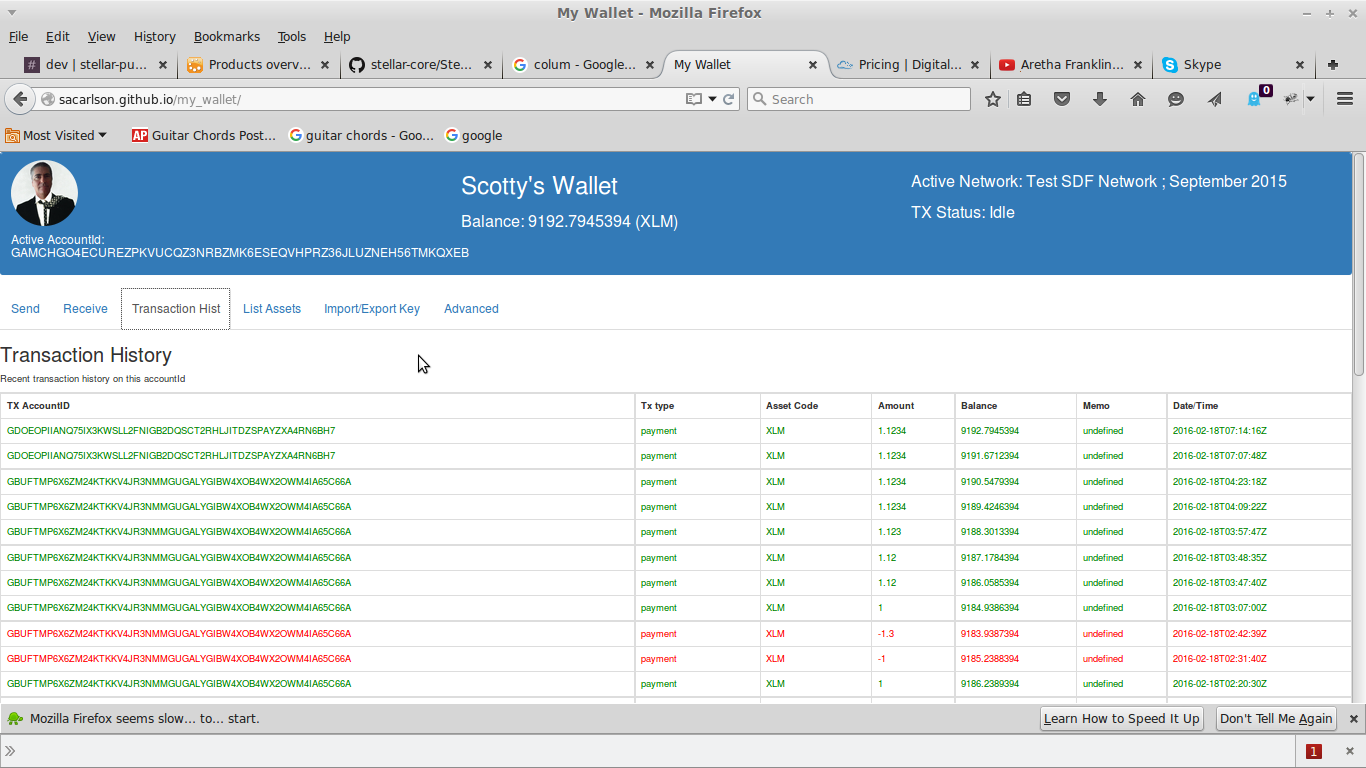 My Wallet - Mozilla Firefox
File Edit View History Bookmarks Tools Help
# dev | stellar-pu... Products overv... stellar-core/Ste... colum - Google... My Wallet Pricing | Digital... Aretha Franklin... Skype
sacarlson.github.io/my_wallet/ Search 0
Most Visited AP Guitar Chords Post... guitar chords - Goo... google
Scotty's Wallet
Balance: 9192.7945394 (XLM)
Active Network: Test SDF Network ; September 2015
TX Status: Idle
Active AccountId:
GAMCHGO4ECUREZPKVUCQZ3NRBZMK6ESEQVHPRZ36JLUZNEH56TMKQXEB
Send Receive Transaction Hist List Assets Import/Export Key Advanced
Transaction History
Recent transaction history on this accountId
TX AccountID Tx type Asset Code Amount Balance Memo Date/Time
GDOEOPIIANQ75IX3KWSLL2FNIGB2DQSCT2RHLJITDZSPAYZXA4RN6BH7 payment XLM 1.1234 9192.7945394 undefined 2016-02-18T07:14:16Z
GDOEOPIIANQ75IX3KWSLL2FNIGB2DQSCT2RHLJITDZSPAYZXA4RN6BH7 payment XLM 1.1234 9191.6712394 undefined 2016-02-18T07:07:48Z
GBUFTMP6X6ZM24KTKKV4JR3NMMGUGALYGIBW4XOB4WX2OWM4IA65C66A payment XLM 1.1234 9190.5479394 undefined 2016-02-18T04:23:18Z
GBUFTMP6X6ZM24KTKKV4JR3NMMGUGALYGIBW4XOB4WX2OWM4IA65C66A payment XLM 1.1234 9189.4246394 undefined 2016-02-18T04:09:22Z
GBUFTMP6X6ZM24KTKKV4JR3NMMGUGALYGIBW4XOB4WX2OWM4IA65C66A payment XLM 1.123 9188.3013394 undefined 2016-02-18T03:57:47Z
GBUFTMP6X6ZM24KTKKV4JR3NMMGUGALYGIBW4XOB4WX2OWM4IA65C66A payment XLM 1.12 9187.1784394 undefined 2016-02-18T03:48:35Z
GBUFTMP6X6ZM24KTKKV4JR3NMMGUGALYGIBW4XOB4WX2OWM4IA65C66A payment XLM 1.12 9186.0585394 undefined 2016-02-18T03:47:40Z
GBUFTMP6X6ZM24KTKKV4JR3NMMGUGALYGIBW4XOB4WX2OWM4IA65C66A payment XLM 1 9184.9386394 undefined 2016-02-18T03:07:00Z
GBUFTMP6X6ZM24KTKKV4JR3NMMGUGALYGIBW4XOB4WX2OWM4IA65C66A payment XLM -1.3 9183.9387394 undefined 2016-02-18T02:42:39Z
GBUFTMP6X6ZM24KTKKV4JR3NMMGUGALYGIBW4XOB4WX2OWM4IA65C66A payment XLM -1 9185.2388394 undefined 2016-02-18T02:31:40Z
GBUFTMP6X6ZM24KTKKV4JR3NMMGUGALYGIBW4XOB4WX2OWM4IA65C66A payment XLM 1 9186.2389394 undefined 2016-02-18T02:20:30Z
Mozilla Firefox seems slow... to... start. Learn How to Speed It Up Don't Tell Me Again
1